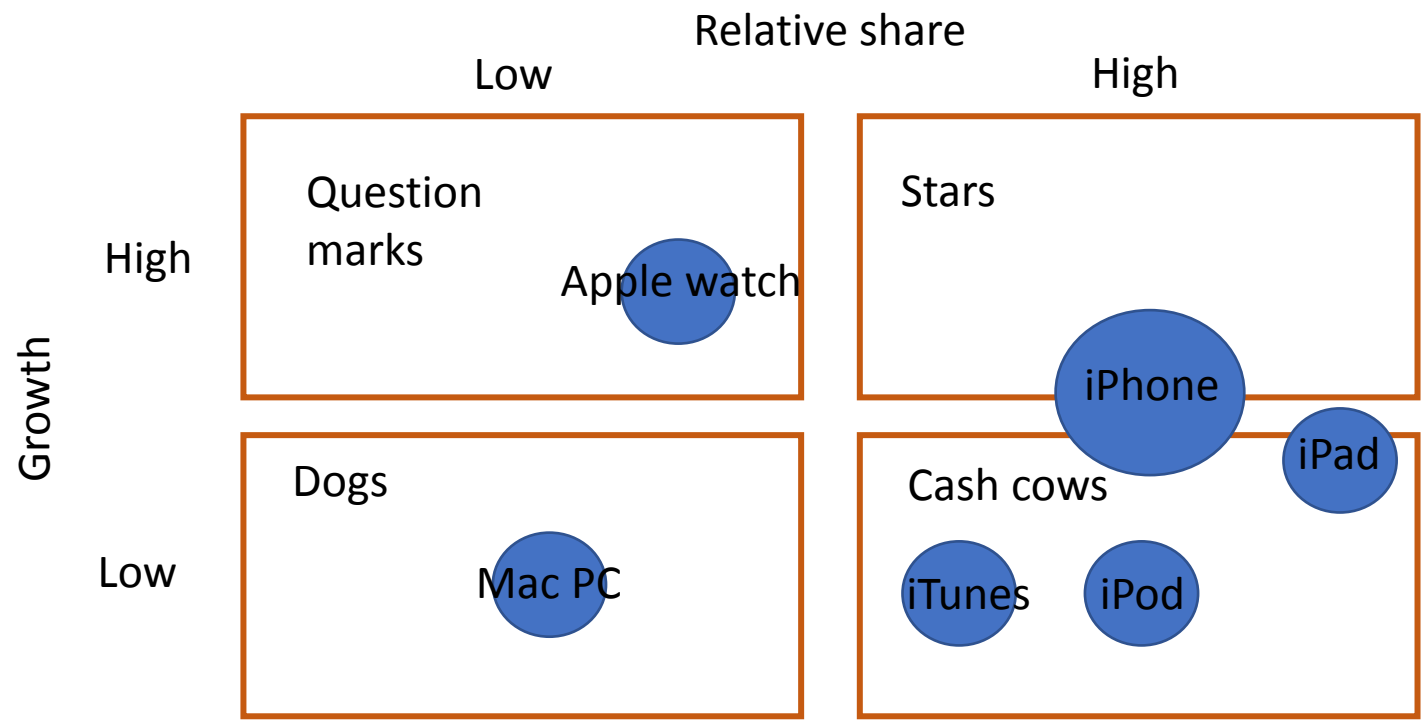 Relative share
Low
High
Question
marks
Stars
High
Apple watch
iPhone
Growth
iPad
Dogs
Cash cows
Low
Mac PC
iTunes
iPod